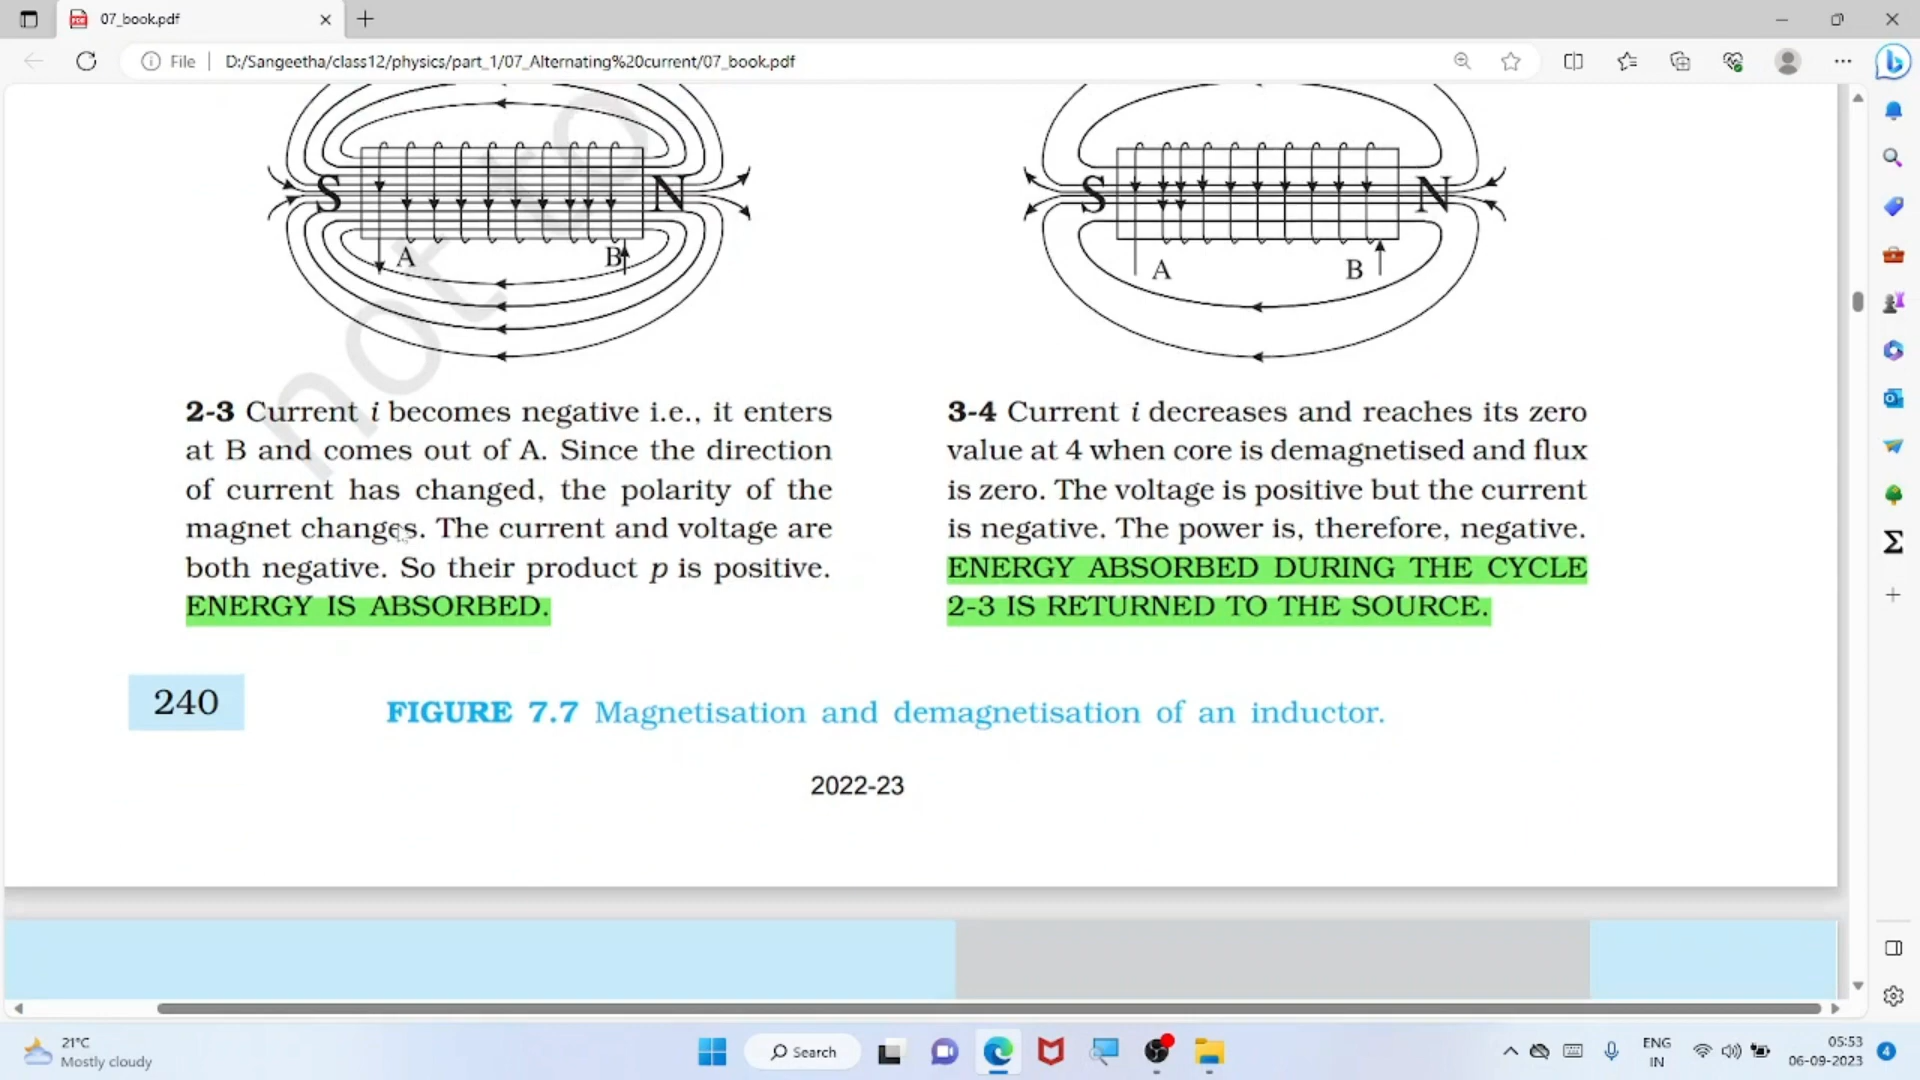 07_book.pdf
File
D:/Sangeetha/class12/physics/part_1/07_Alternating%20current/07_book.pdf
not to
S N
A B
S N
A B
2-3 Current i becomes negative i.e., it enters
at B and comes out of A. Since the direction
of current has changed, the polarity of the
magnet changes. The current and voltage are
both negative. So their product p is positive.
ENERGY IS ABSORBED.
3-4 Current i decreases and reaches its zero
value at 4 when core is demagnetised and flux
is zero. The voltage is positive but the current
is negative. The power is, therefore, negative.
ENERGY ABSORBED DURING THE CYCLE
2-3 IS RETURNED TO THE SOURCE.
240
FIGURE 7.7 Magnetisation and demagnetisation of an inductor.
2022-23
21°C
Mostly cloudy
Search
ENG
IN
05:53
06-09-2023
4